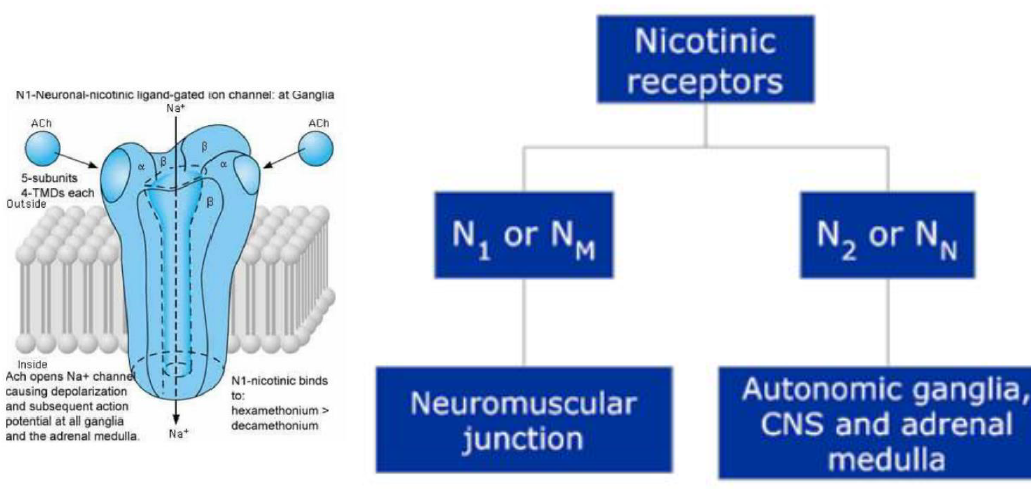 N1-Neuronal-nicotinic ligand-gated ion channel: at Ganglia
Na⁺
ACh
ACh
α
β
β
α
β
5-subunits
4-TMDs each
Outside
Inside
Ach opens Na+ channel
causing depolarization
and subsequent action
potential at all ganglia
and the adrenal medulla.
Na⁺
N1-nicotinic binds
to:
hexamethonium >
decamethonium
Nicotinic
receptors
N₁ or N_M
N₂ or N_N
Neuromuscular
junction
Autonomic ganglia,
CNS and adrenal
medulla